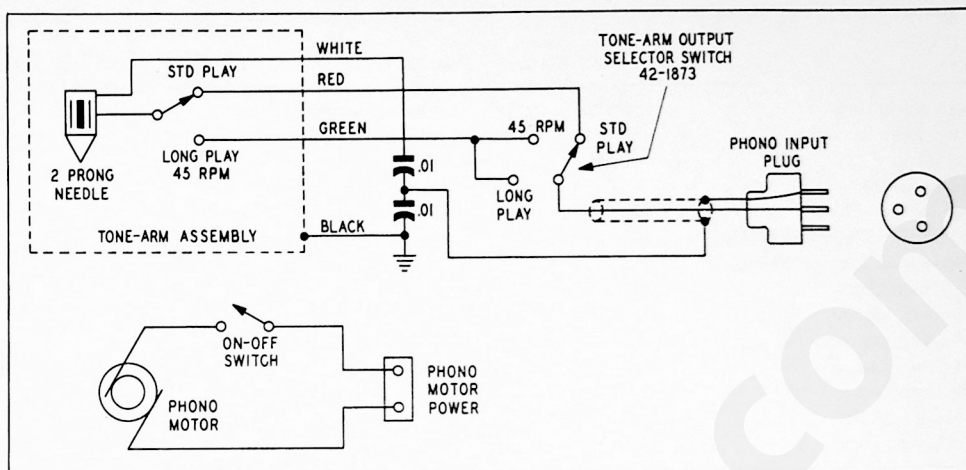 WHITE
STD PLAY
RED
TONE-ARM OUTPUT
SELECTOR SWITCH
42-1873
GREEN
45 RPM
STD
PLAY
PHONO INPUT
PLUG
LONG PLAY
45 RPM
2 PRONG
NEEDLE
.01
LONG
PLAY
.01
BLACK
TONE-ARM ASSEMBLY
ON-OFF
SWITCH
PHONO
MOTOR
PHONO
MOTOR
POWER
com